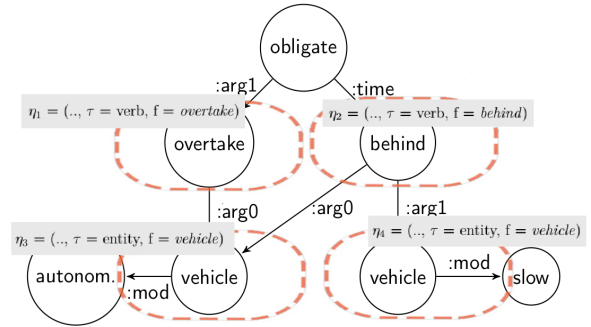 obligate
:arg1
:time
η₁ = (.., τ = verb, f = overtake)
η₂ = (.., τ = verb, f = behind)
overtake
behind
:arg0
:arg0
:arg1
η₃ = (.., τ = entity, f = vehicle)
η₄ = (.., τ = entity, f = vehicle)
autonom.
:mod
vehicle
vehicle
:mod
slow